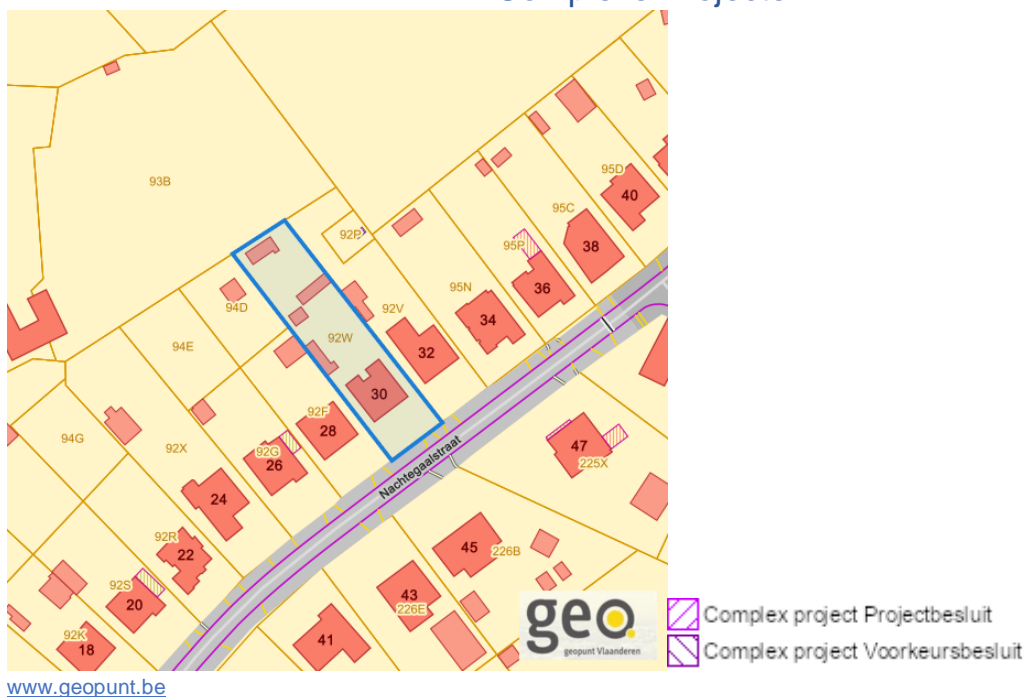 93B
95D
40
95C
92P
95P
38
36
95N
94D
92V
34
92W
94E
32
30
92F
28
94G
92X
92G
26
47
225X
24
Nachtegaalstraat
92R
22
45
226B
92S
20
43
226E
92K
18
41
geo
geopunt Vlaanderen
Complex project Projectbesluit
Complex project Voorkeursbesluit
www.geopunt.be